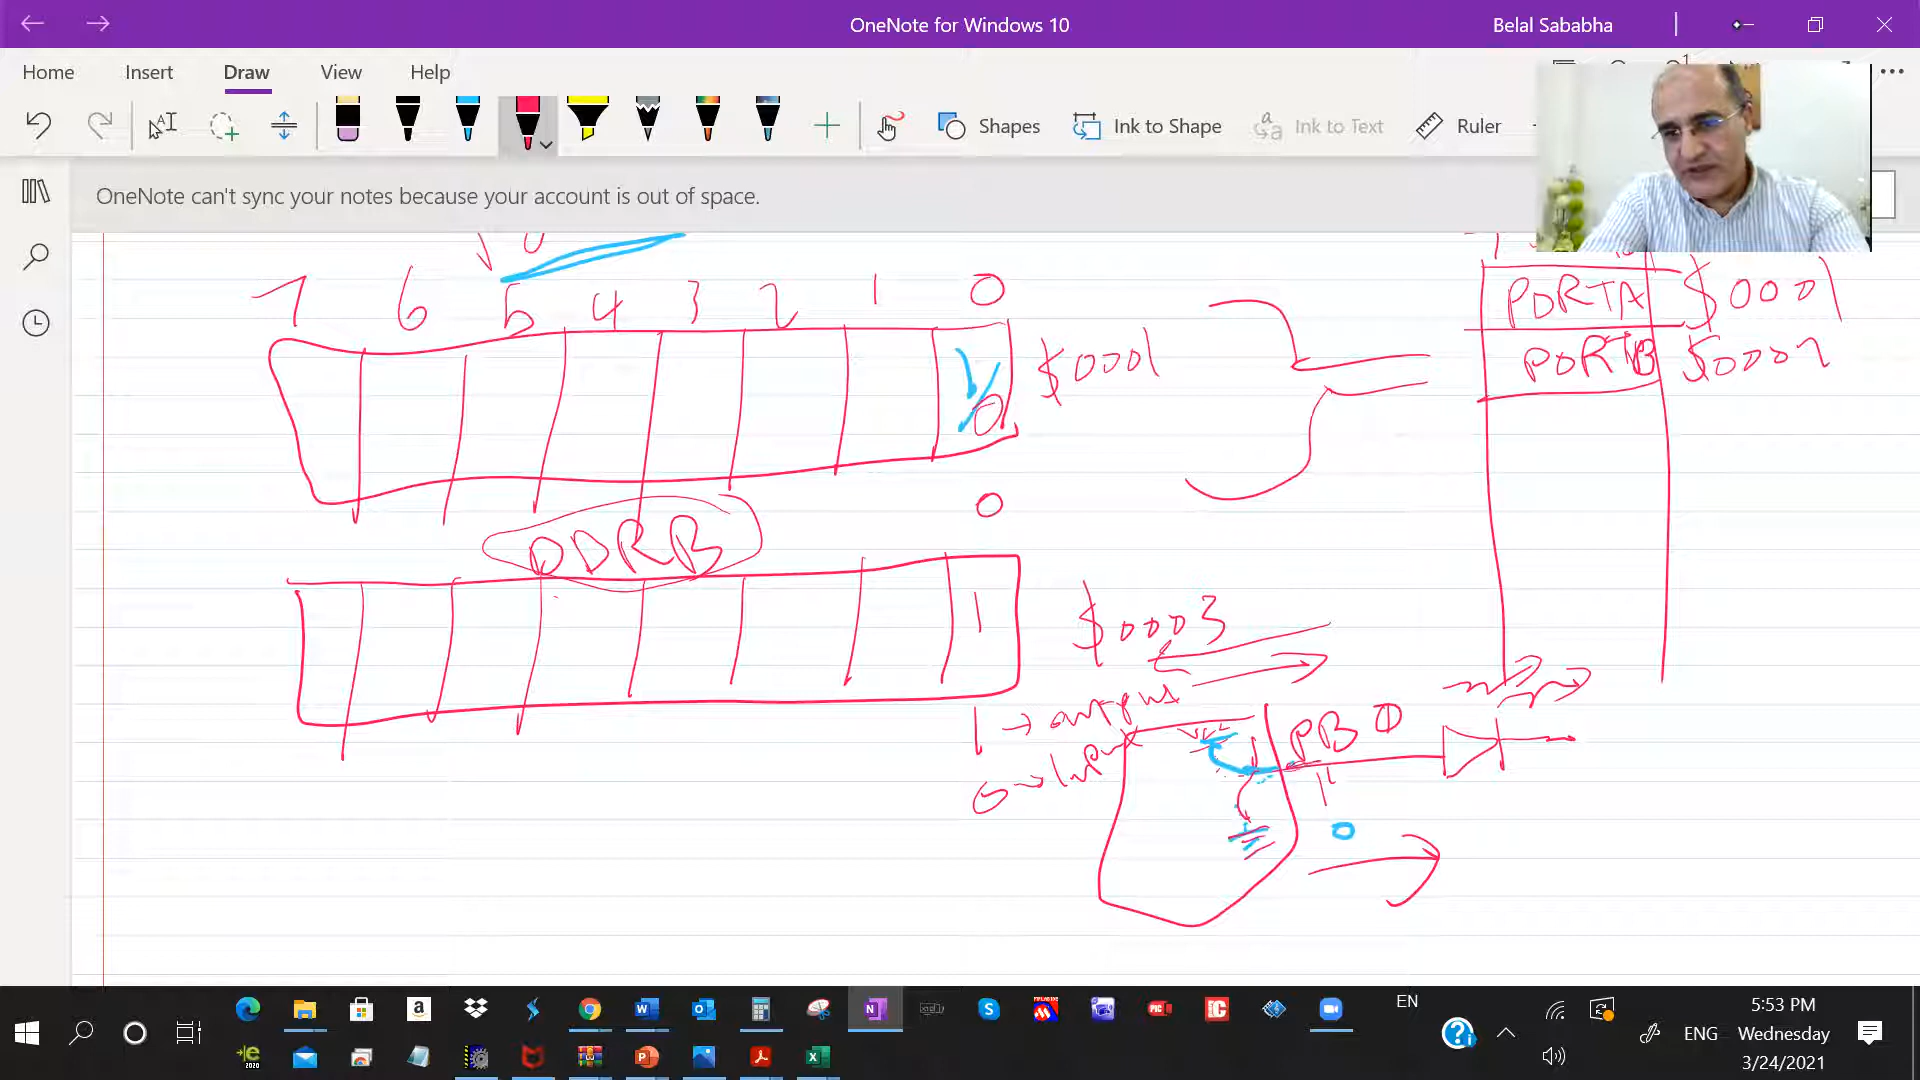 OneNote for Windows 10
Belal Sababha
Home Insert Draw View Help
Shapes Ink to Shape Ink to Text Ruler
OneNote can't sync your notes because your account is out of space.
7 6 5 4 3 2 1 0
$0001
PORTA $0001
PORTB $0002
0
0
DDRB
1
$0003
1 → output
0 → Input
PB0
0
EN
5:53 PM
ENG Wednesday
3/24/2021